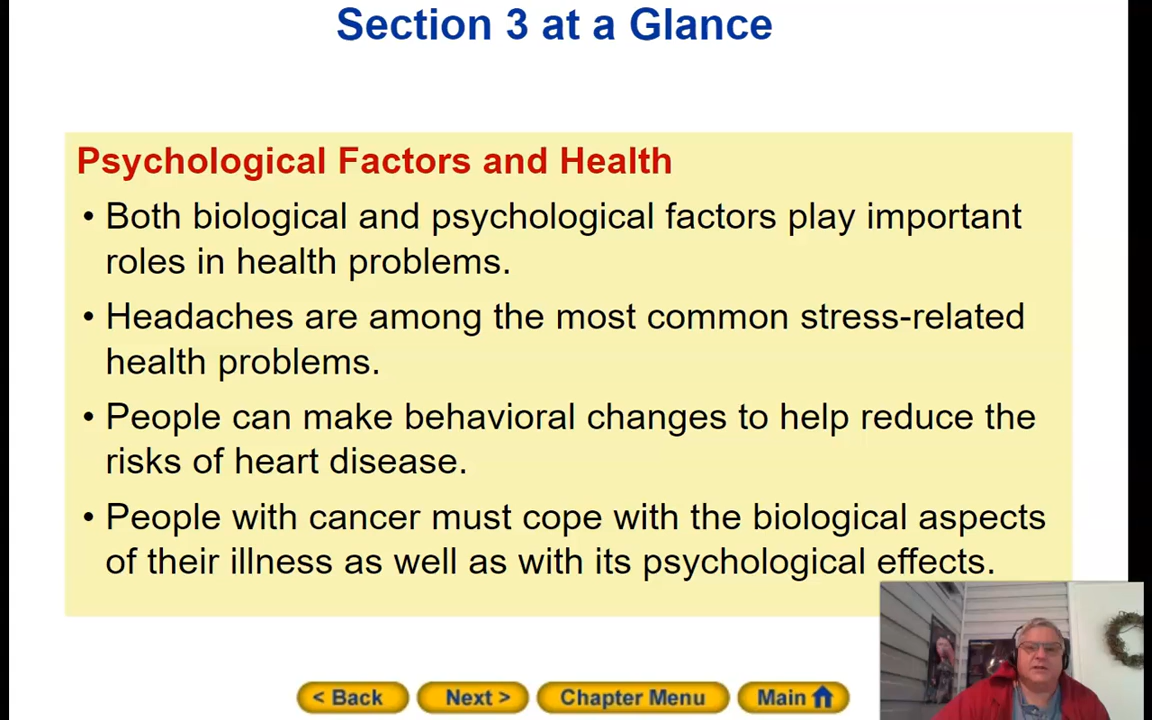 Section 3 at a Glance
Psychological Factors and Health
• Both biological and psychological factors play important
roles in health problems.
• Headaches are among the most common stress-related
health problems.
• People can make behavioral changes to help reduce the
risks of heart disease.
• People with cancer must cope with the biological aspects
of their illness as well as with its psychological effects.
< Back
Next >
Chapter Menu
Main